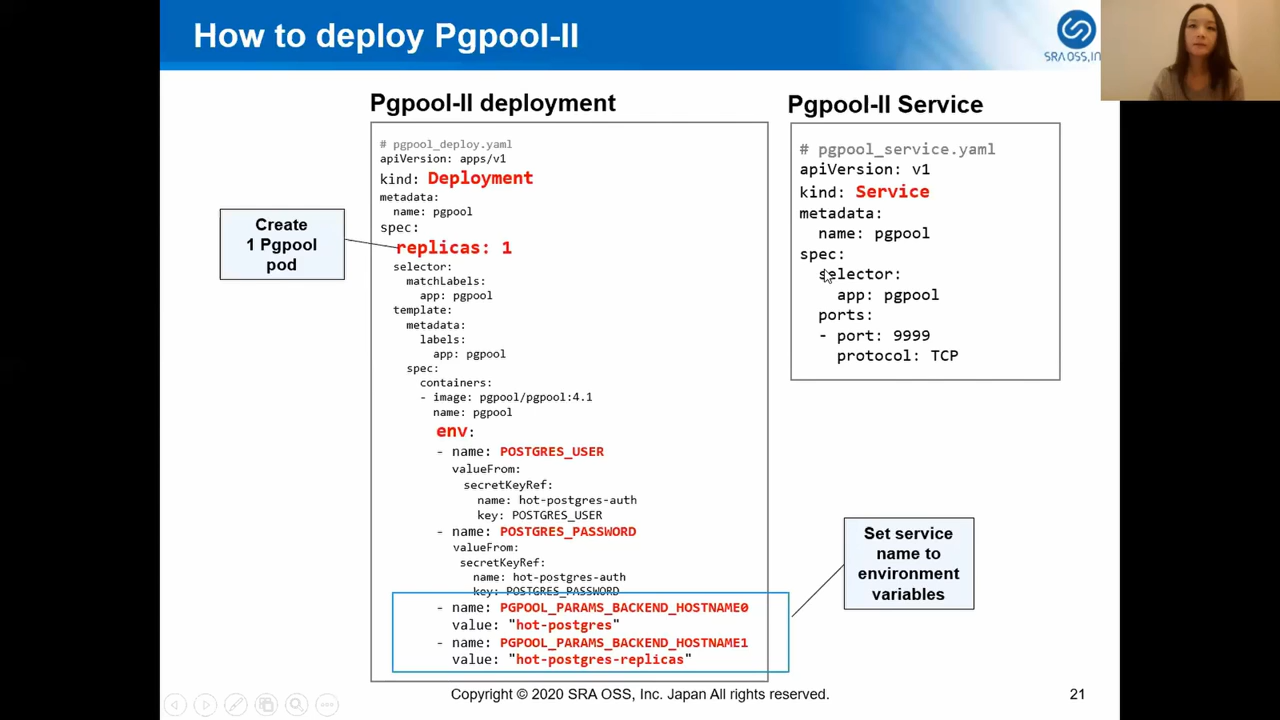 How to deploy Pgpool-II
SRA OSS, IN
Pgpool-II deployment
# pgpool_deploy.yaml
apiVersion: apps/v1
kind: Deployment
metadata:
name: pgpool
spec:
replicas: 1
selector:
matchLabels:
app: pgpool
template:
metadata:
labels:
app: pgpool
spec:
containers:
- image: pgpool/pgpool:4.1
name: pgpool
env:
- name: POSTGRES_USER
valueFrom:
secretKeyRef:
name: hot-postgres-auth
key: POSTGRES_USER
- name: POSTGRES_PASSWORD
valueFrom:
secretKeyRef:
name: hot-postgres-auth
key: POSTGRES_PASSWORD
- name: PGPOOL_PARAMS_BACKEND_HOSTNAME0
value: "hot-postgres"
- name: PGPOOL_PARAMS_BACKEND_HOSTNAME1
value: "hot-postgres-replicas"
Create
1 Pgpool
pod
Pgpool-II Service
# pgpool_service.yaml
apiVersion: v1
kind: Service
metadata:
name: pgpool
spec:
selector:
app: pgpool
ports:
- port: 9999
protocol: TCP
Set service
name to
environment
variables
Copyright © 2020 SRA OSS, Inc. Japan All rights reserved.
21